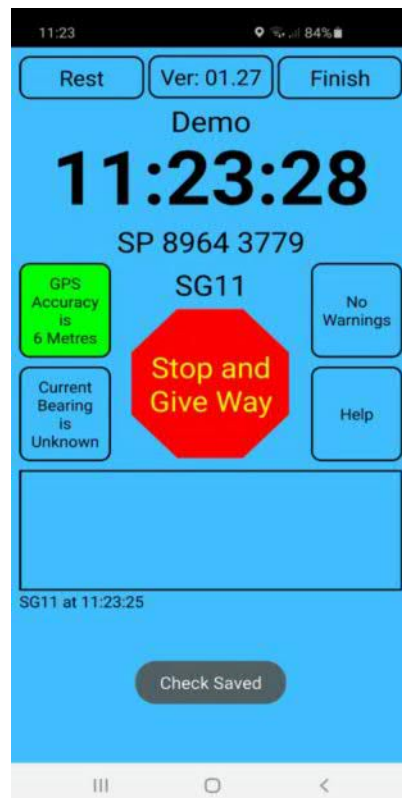 11:23
84%
Rest
Ver: 01.27
Finish
Demo
11:23:28
SP 8964 3779
GPS
Accuracy
is
6 Metres
SG11
No
Warnings
Stop and
Give Way
Current
Bearing
is
Unknown
Help
SG11 at 11:23:25
Check Saved